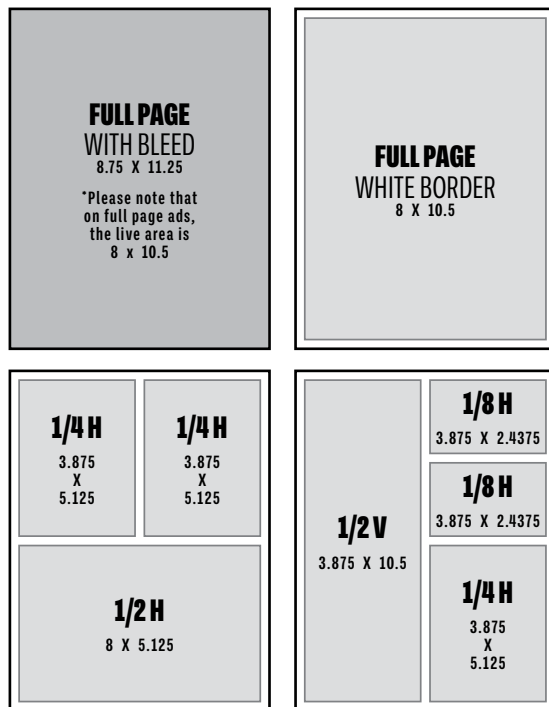 FULL PAGE
WITH BLEED
8.75 X 11.25
*Please note that
on full page ads,
the live area is
8 x 10.5
FULL PAGE
WHITE BORDER
8 X 10.5
1/4 H
3.875
X
5.125
1/4 H
3.875
X
5.125
1/2 H
8 X 5.125
1/2 V
3.875 X 10.5
1/8 H
3.875 X 2.4375
1/8 H
3.875 X 2.4375
1/4 H
3.875
X
5.125